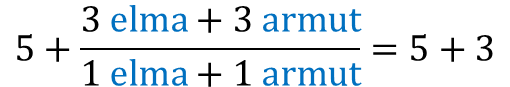 5 + 3 elma + 3 armut / 1 elma + 1 armut = 5 + 3